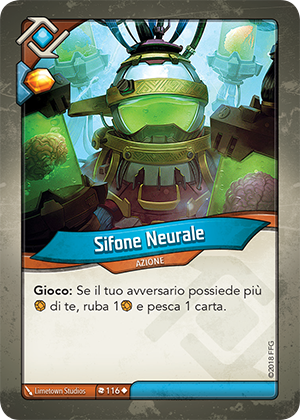 Sifone Neurale
AZIONE
Gioco: Se il tuo avversario possiede più
di te, ruba 1 e pesca 1 carta.
Limetown Studios 116
©2018 FFG